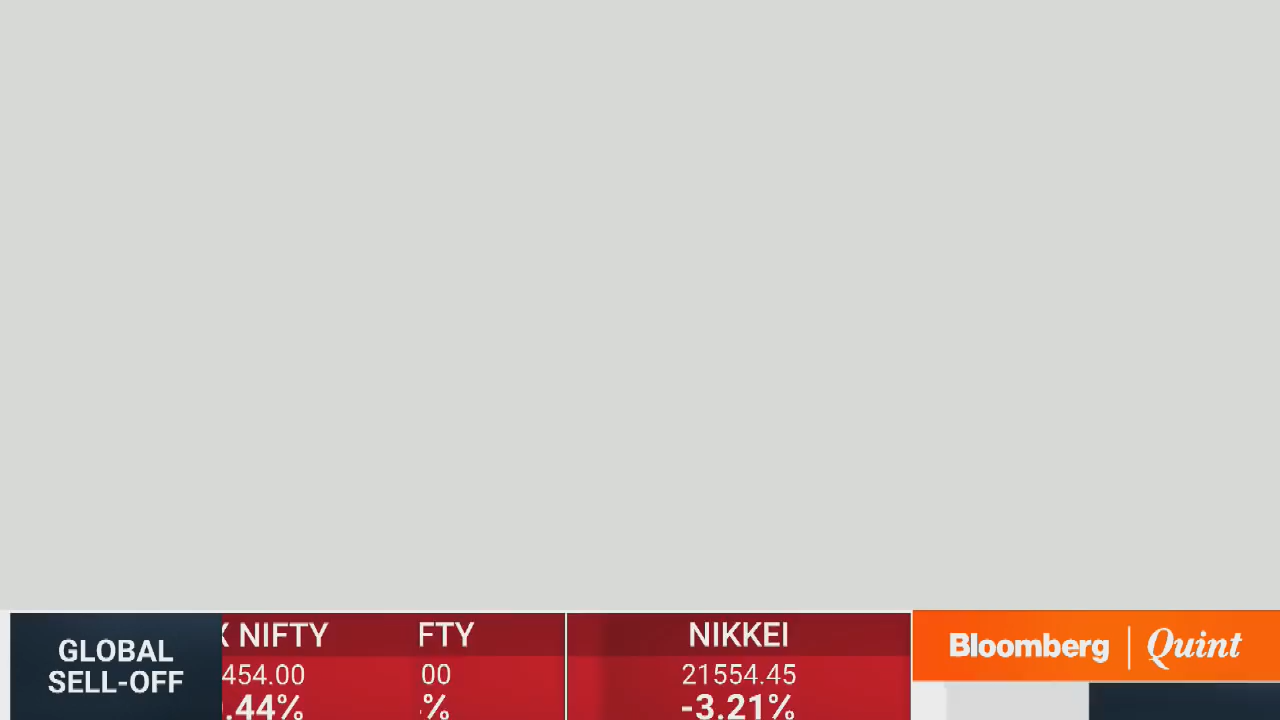 GLOBAL
SELL-OFF
NIFTY
454.00
.44%
FTY
00
%
NIKKEI
21554.45
-3.21%
Bloomberg | Quint